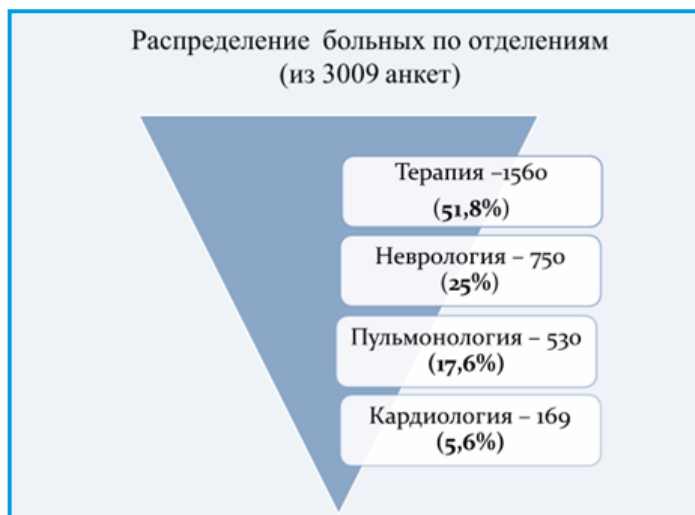 Распределение больных по отделениям
(из 3009 анкет)
Терапия –1560
(51,8%)
Неврология – 750
(25%)
Пульмонология – 530
(17,6%)
Кардиология – 169
(5,6%)